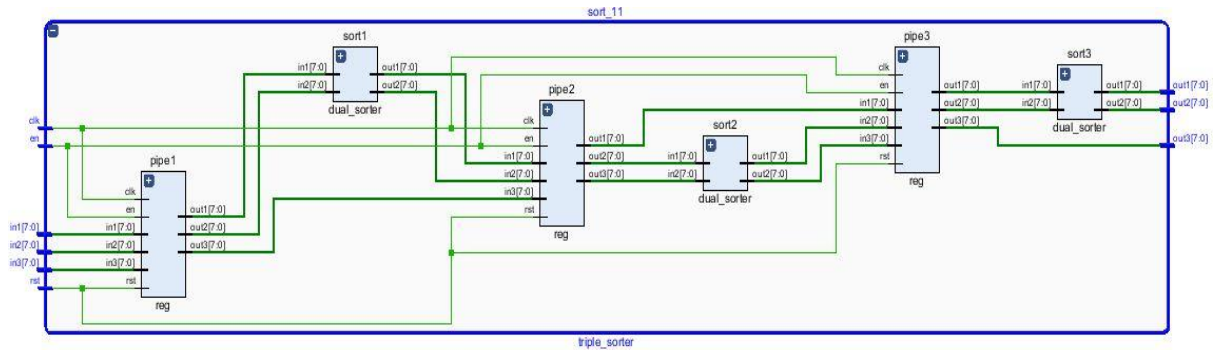 sort_11
sort1
in1[7:0] out1[7:0]
in2[7:0] out2[7:0]
dual_sorter
pipe3
clk
en
in1[7:0] out1[7:0]
in2[7:0] out2[7:0]
in3[7:0] out3[7:0]
rst
reg
sort3
in1[7:0] out1[7:0]
in2[7:0] out2[7:0]
dual_sorter
out1[7:0]
out2[7:0]
out3[7:0]
pipe2
clk
en
out1[7:0]
in1[7:0] out2[7:0]
in2[7:0] out3[7:0]
in3[7:0]
rst
reg
sort2
in1[7:0] out1[7:0]
in2[7:0] out2[7:0]
dual_sorter
clk
en
pipe1
clk
en out1[7:0]
in1[7:0] out2[7:0]
in2[7:0] out3[7:0]
in3[7:0]
rst
reg
in1[7:0]
in2[7:0]
in3[7:0]
rst
triple_sorter